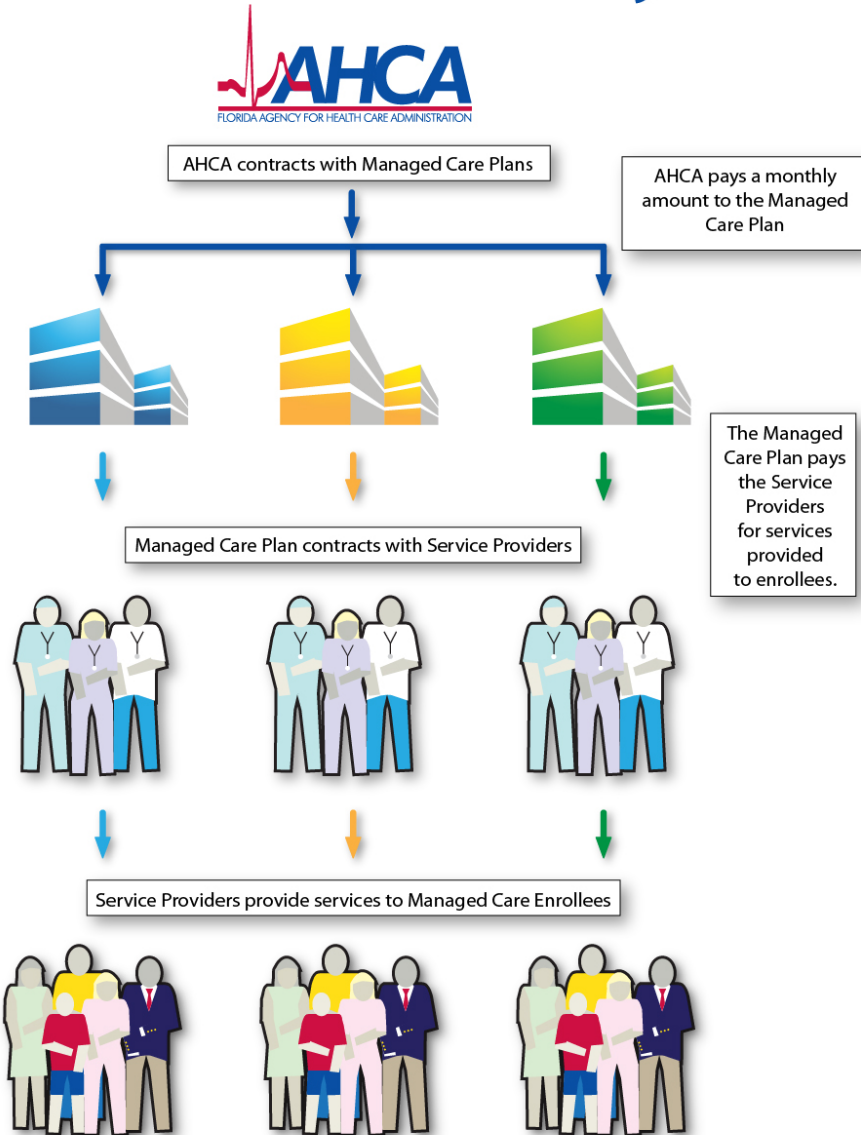 AHCA
FLORIDA AGENCY FOR HEALTH CARE ADMINISTRATION
AHCA contracts with Managed Care Plans
AHCA pays a monthly
amount to the Managed
Care Plan
The Managed
Care Plan pays
the Service
Providers
for services
provided
to enrollees.
Managed Care Plan contracts with Service Providers
Service Providers provide services to Managed Care Enrollees